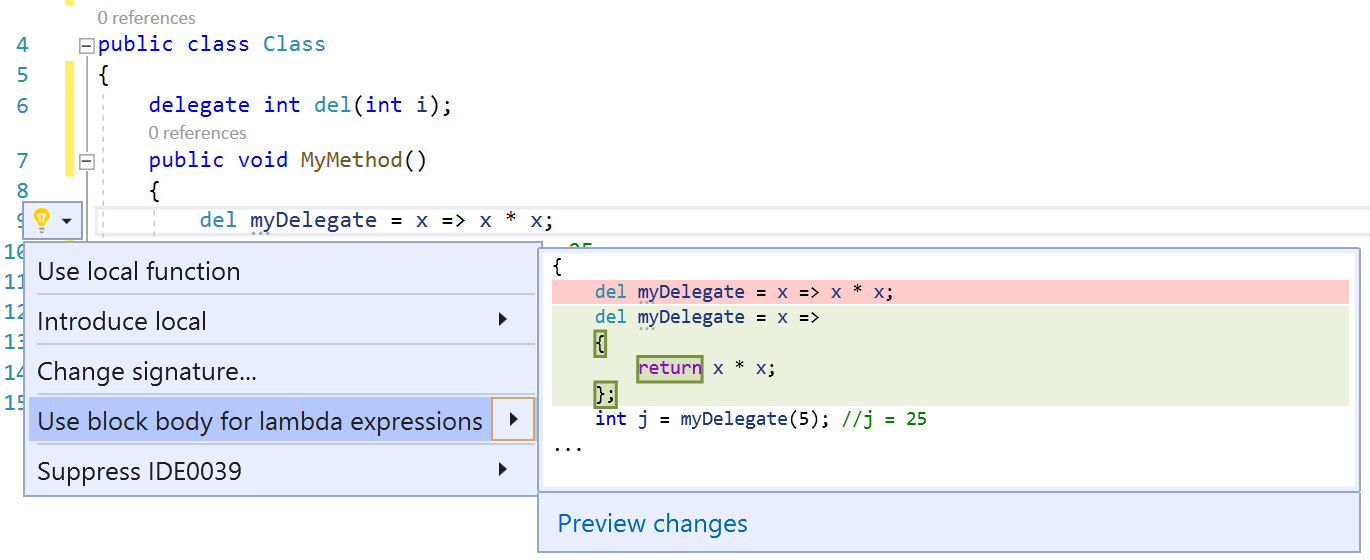 0 references
4 public class Class
5 {
6 delegate int del(int i);
0 references
7 public void MyMethod()
8 {
9 del myDelegate = x => x * x;
10
11
12
13
14
15
Use local function
Introduce local
Change signature...
Use block body for lambda expressions
Suppress IDE0039
{
del myDelegate = x => x * x;
del myDelegate = x =>
{
return x * x;
};
int j = myDelegate(5); //j = 25
...
Preview changes